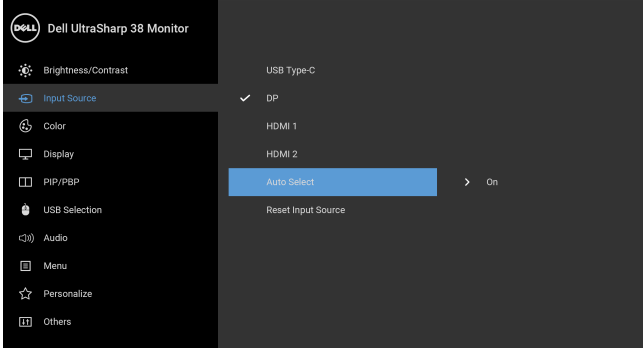 DELL
Dell UltraSharp 38 Monitor
Brightness/Contrast
Input Source
Color
Display
PIP/PBP
USB Selection
Audio
Menu
Personalize
Others
USB Type-C
DP
HDMI 1
HDMI 2
Auto Select
On
Reset Input Source